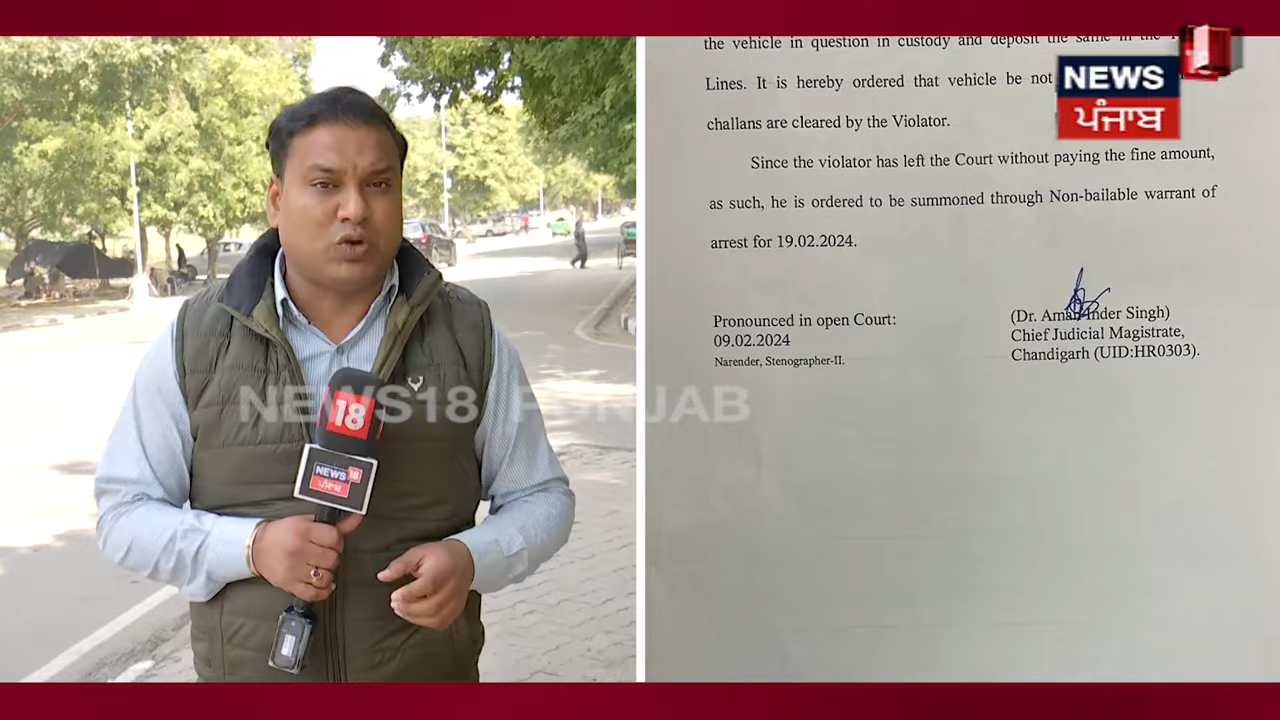 the vehicle in question in custody and deposit the same in the
Lines. It is hereby ordered that vehicle be not
challans are cleared by the Violator.
Since the violator has left the Court without paying the fine amount,
as such, he is ordered to be summoned through Non-bailable warrant of
arrest for 19.02.2024.
Pronounced in open Court:
09.02.2024
Narender, Stenographer-II.
(Dr. Aman Inder Singh)
Chief Judicial Magistrate,
Chandigarh (UID:HR0303).
NEWS
ਪੰਜਾਬ
18
NEWS 18
ਪੰਜਾਬ
NEWS18 PUNJAB